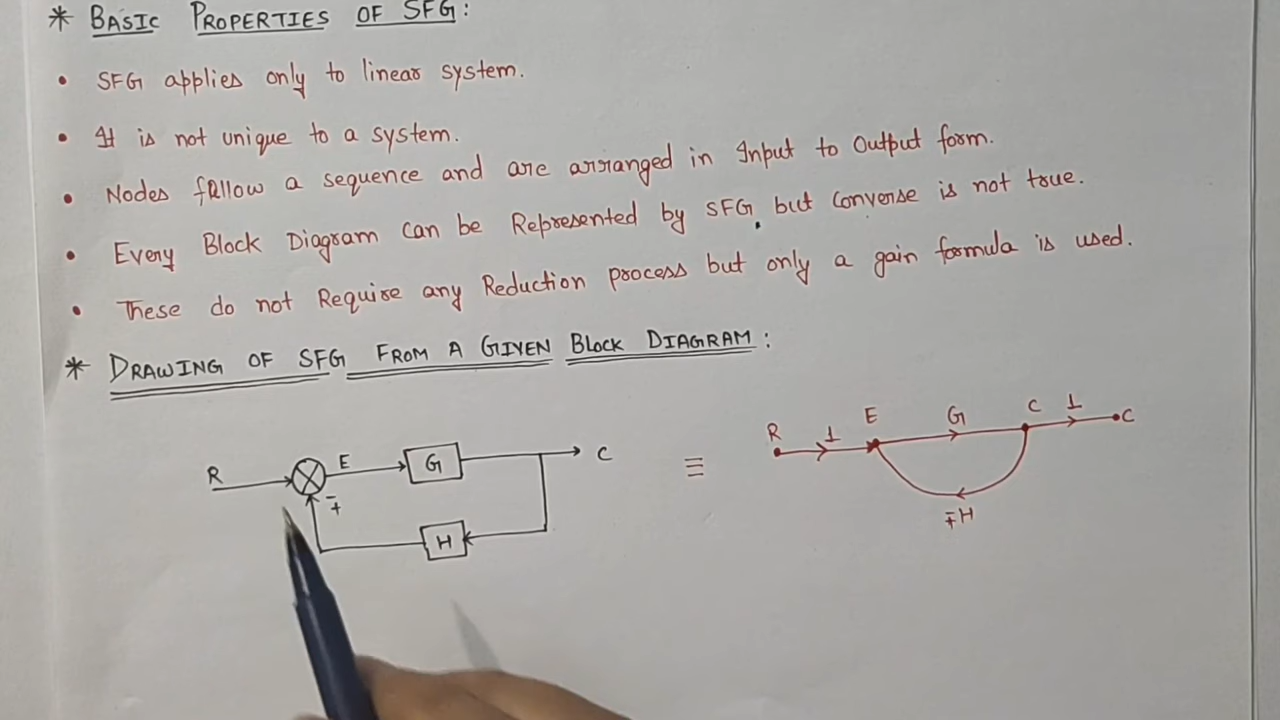 * BASIC PROPERTIES OF SFG:
• SFG applies only to linear system.
• It is not unique to a system.
• Nodes follow a sequence and are arranged in Input to Output form.
• Every Block Diagram can be Represented by SFG, but converse is not true.
• These do not Require any Reduction process but only a gain formula is used.
* DRAWING OF SFG FROM A GIVEN BLOCK DIAGRAM:
R E G C
∓
H
≡
R 1 E G C 1 C
∓H